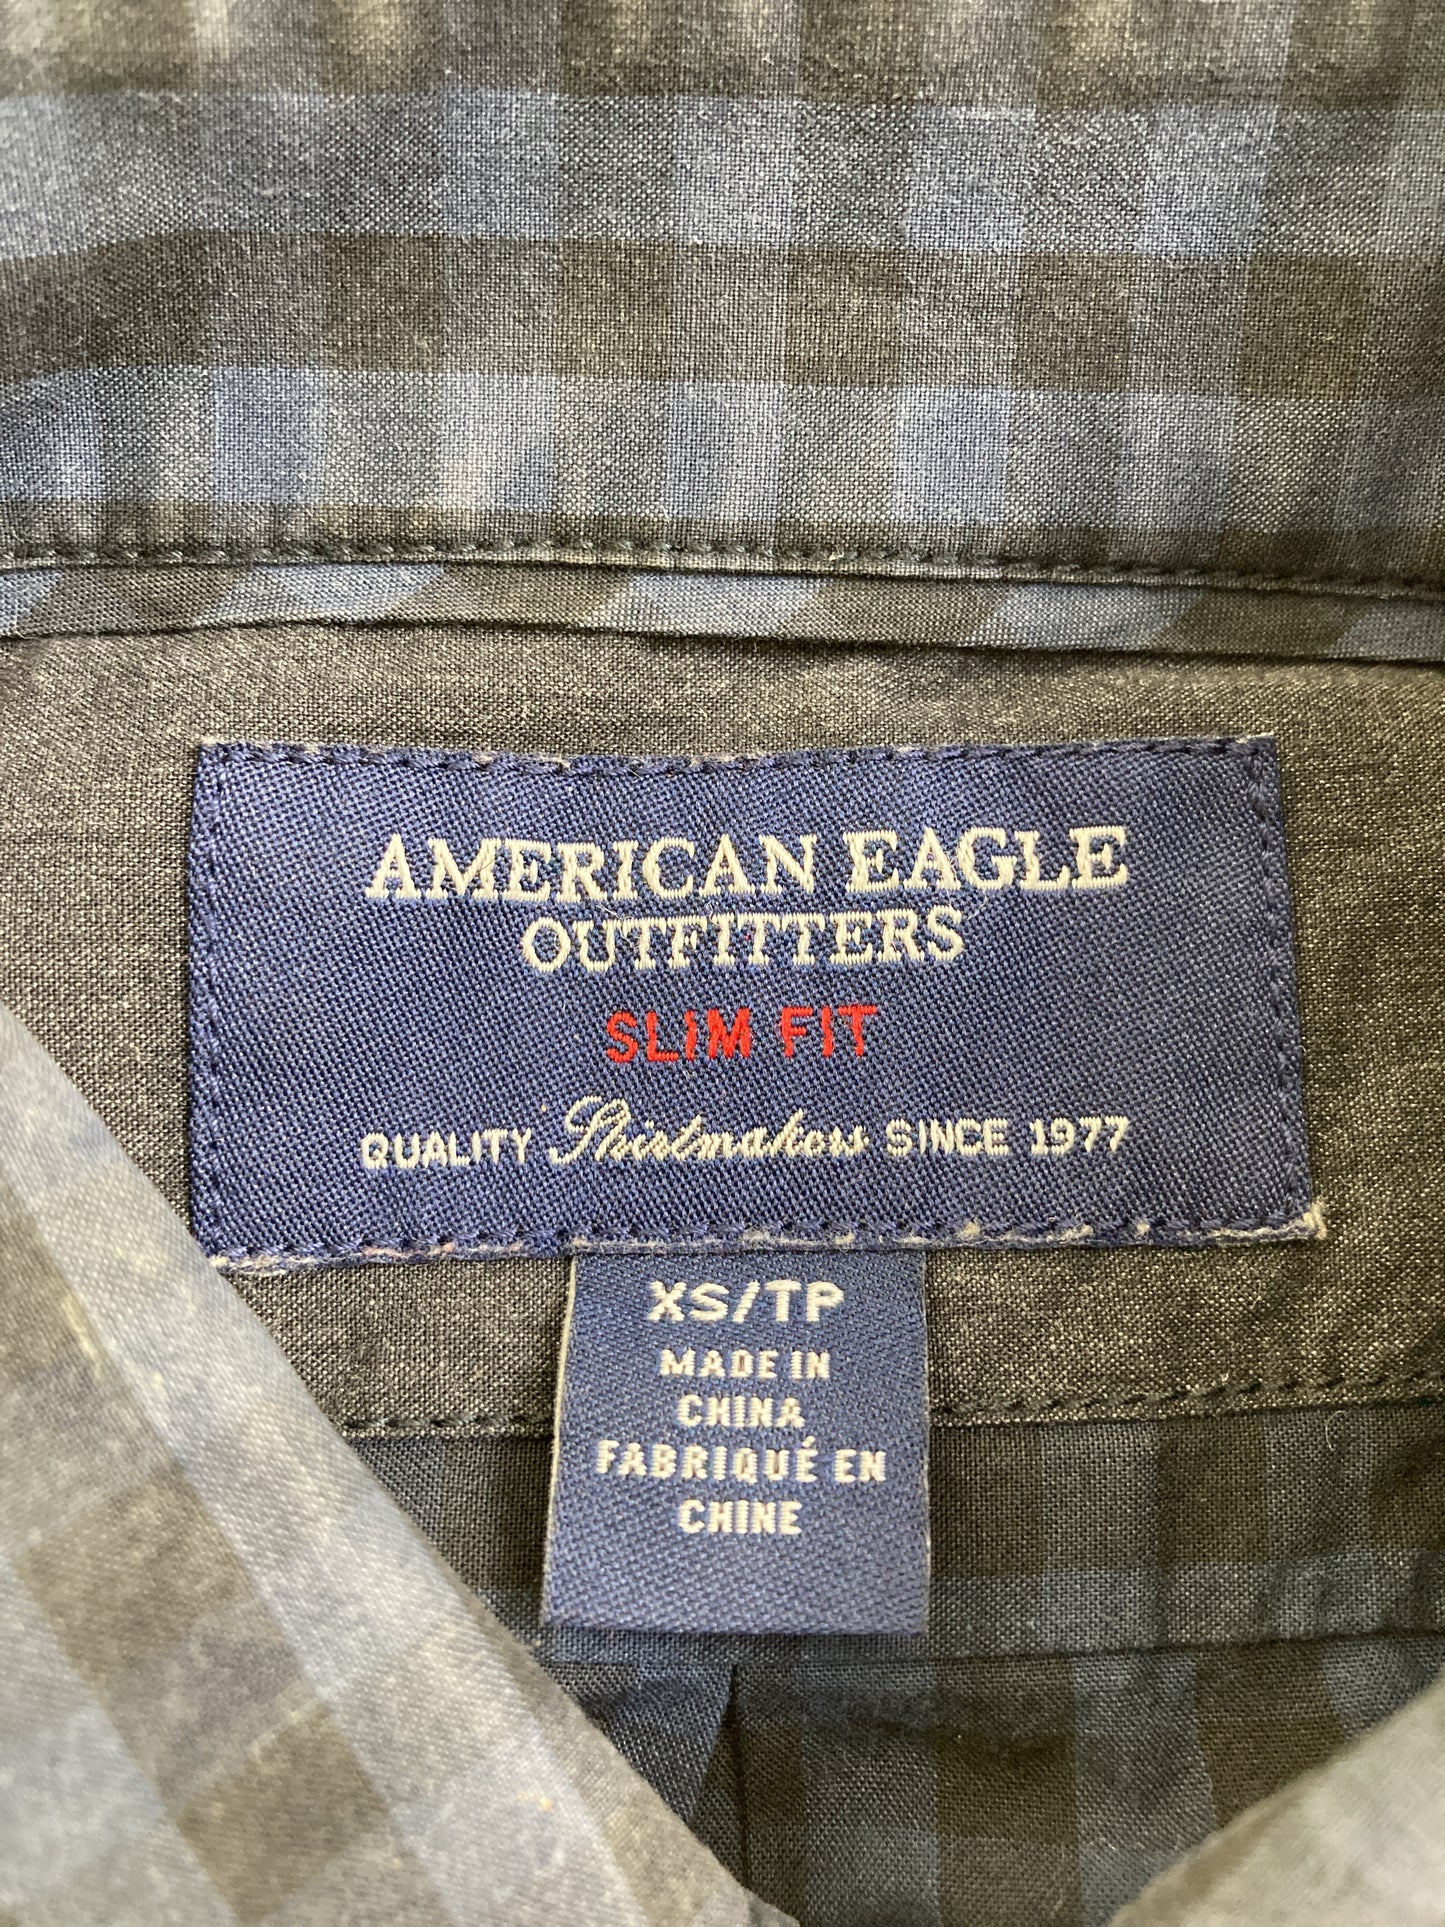 AMERICAN EAGLE
OUTFITTERS
SLIM FIT
QUALITY Shirtmakers SINCE 1977
XS/TP
MADE IN
CHINA
FABRIQUÉ EN
CHINE